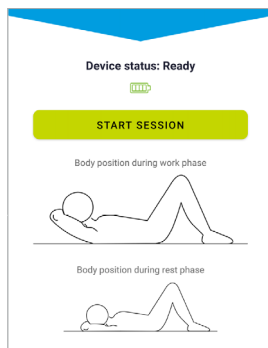 Device status: Ready
START SESSION
Body position during work phase
Body position during rest phase